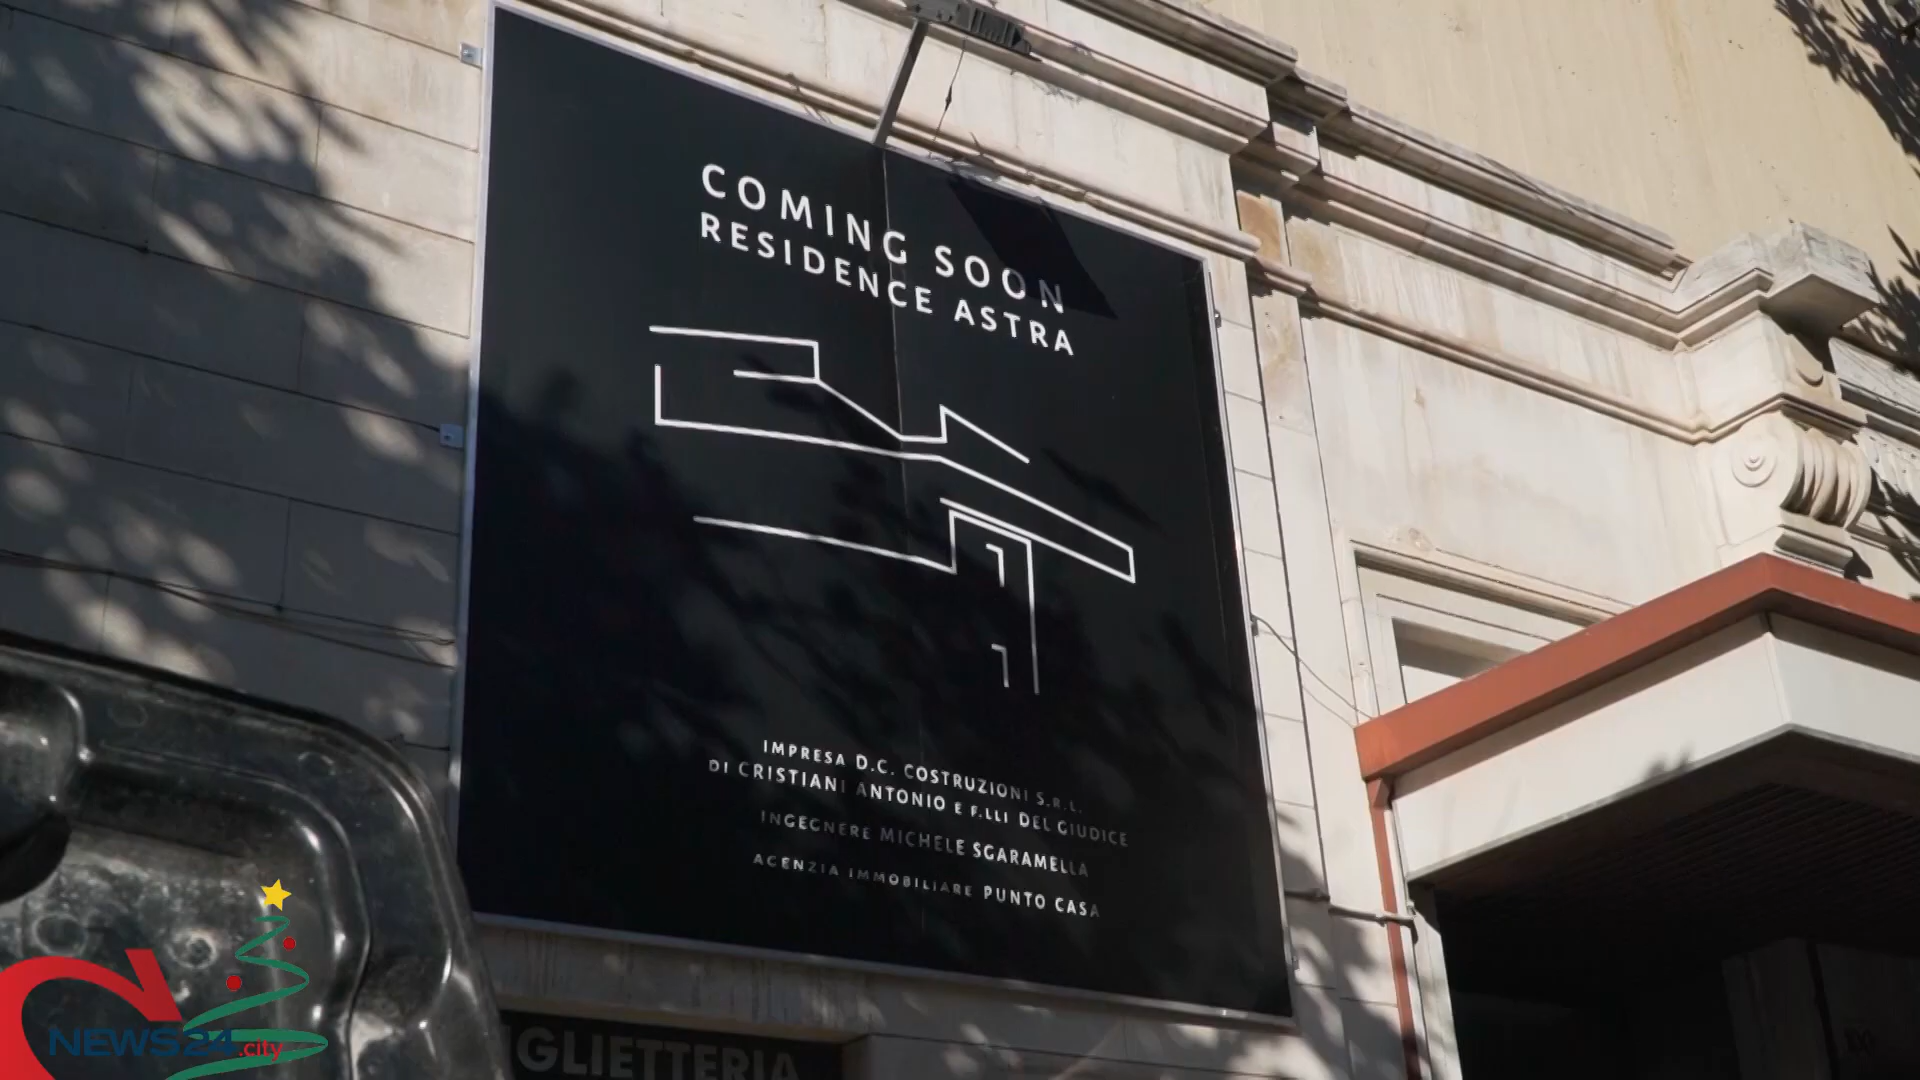 COMING SOON
RESIDENCE ASTRA
IMPRESA D.C. COSTRUZIONI S.R.L.
DI CRISTIANI ANTONIO E F.LLI DEL GIUDICE
INGEGNERE MICHELE SGARAMELLA
AGENZIA IMMOBILIARE PUNTO CASA
GLIETTERIA
NEWS24.city